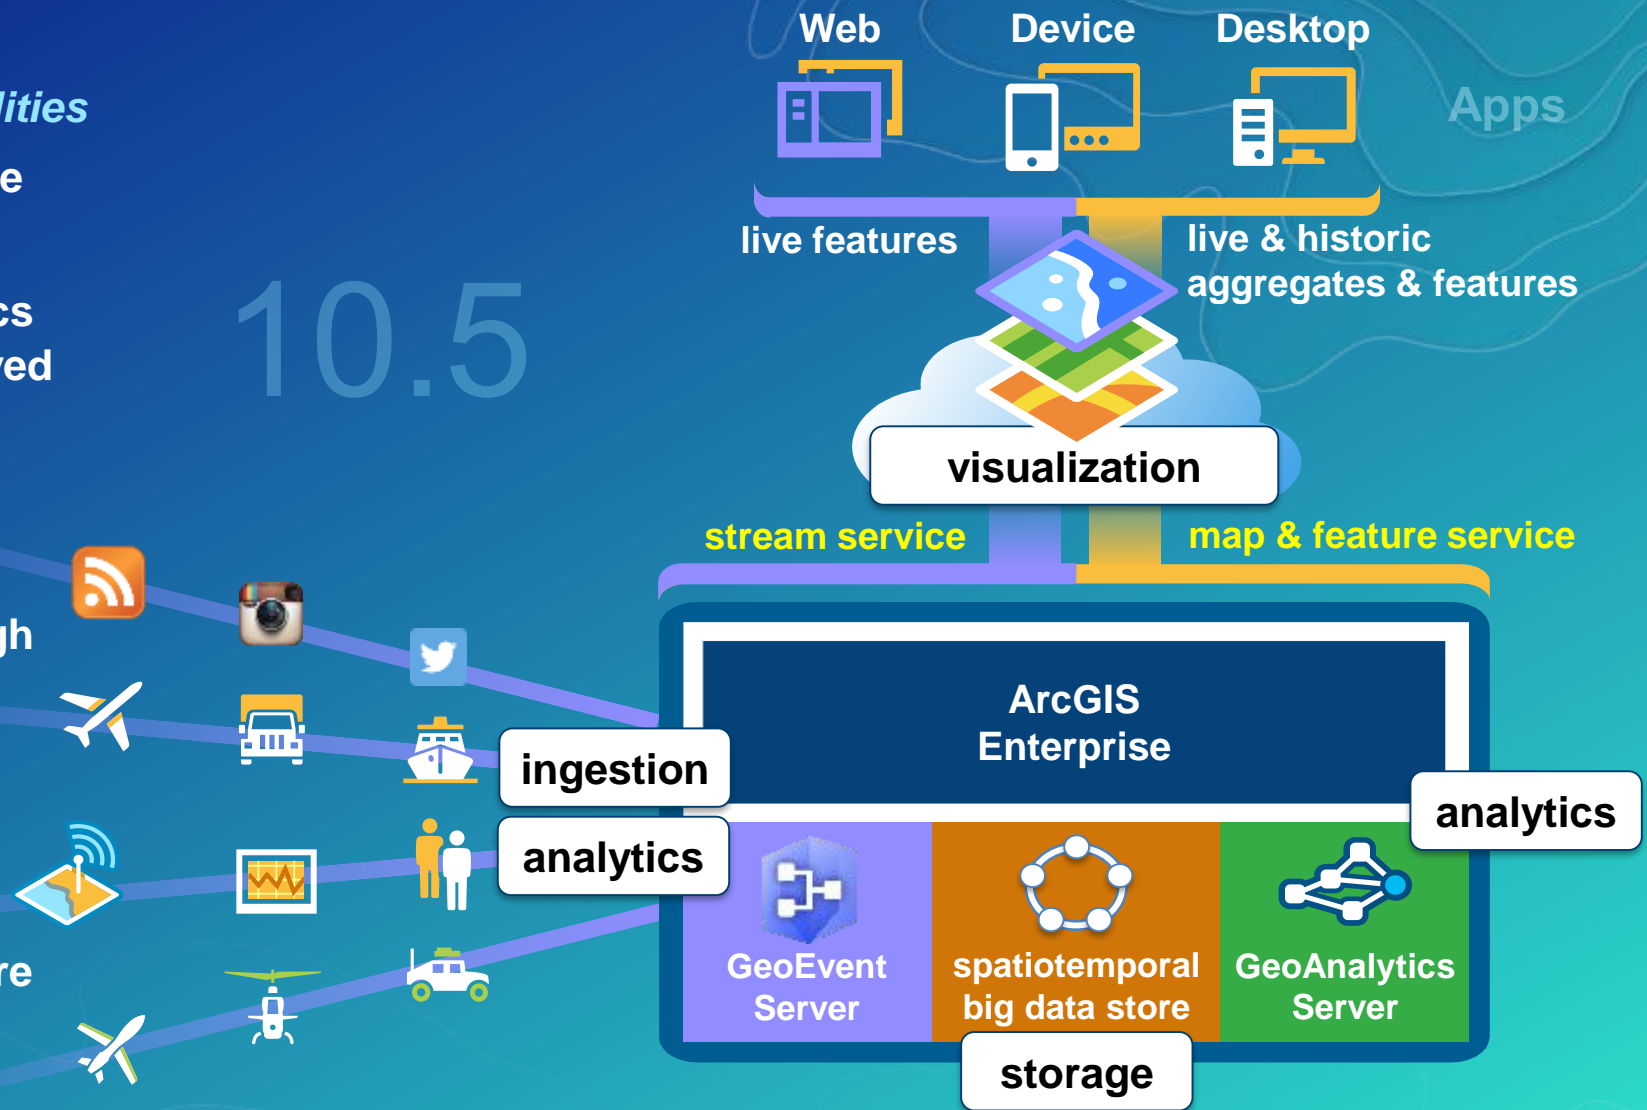 Web
Device
Desktop
Apps
lities
e
cs
ved
gh
re
10.5
live features
live & historic
aggregates & features
visualization
stream service
map & feature service
ArcGIS
Enterprise
ingestion
analytics
analytics
GeoEvent
Server
spatiotemporal
big data store
GeoAnalytics
Server
storage